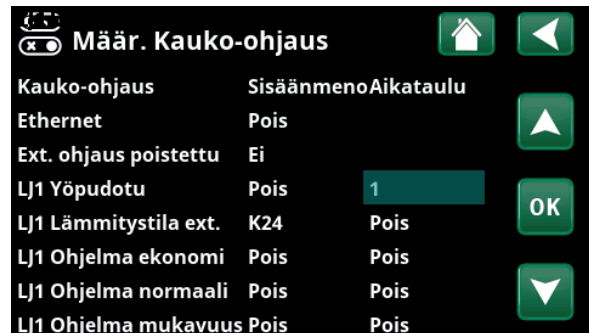 Määr. Kauko-ohjaus
Kauko-ohjaus SisäänmenoAikataulu
Ethernet Pois
Ext. ohjaus poistettu Ei
LJ1 Yöpudotu Pois 1
LJ1 Lämmitystila ext. K24 Pois
OK
LJ1 Ohjelma ekonomi Pois Pois
LJ1 Ohjelma normaali Pois Pois
LJ1 Ohjelma mukavuus Pois Pois